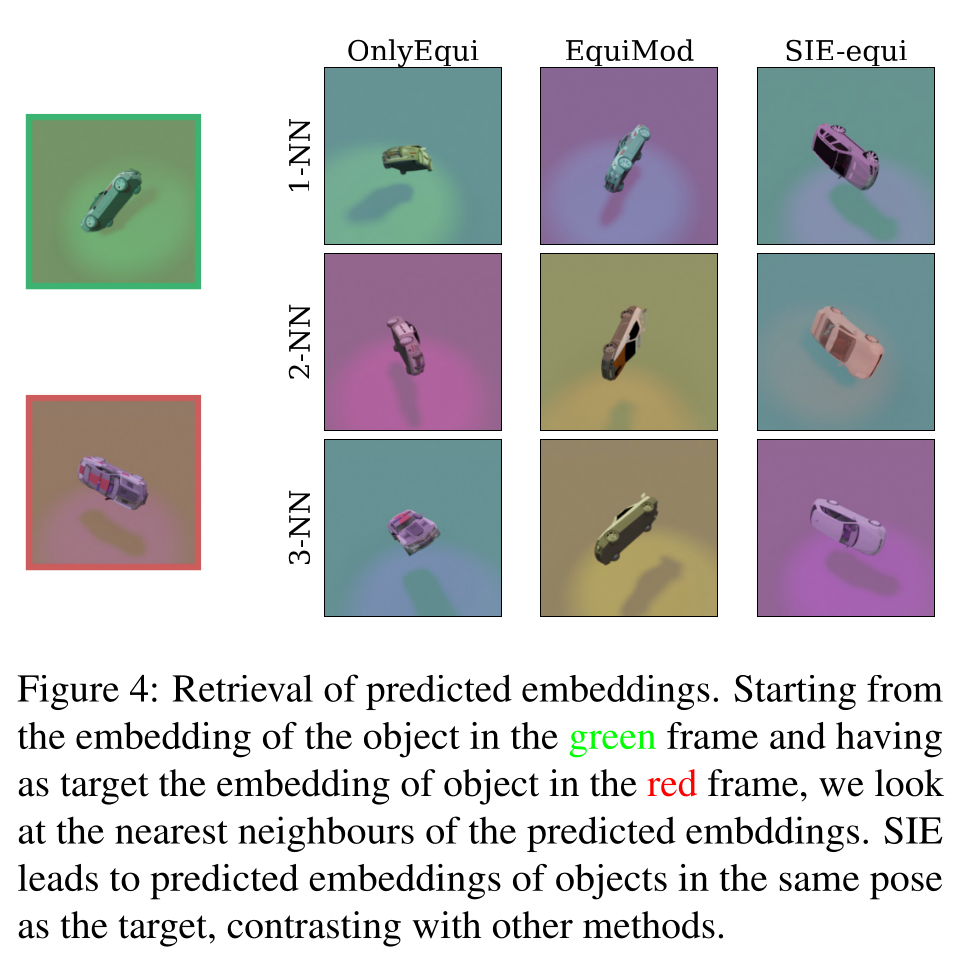 OnlyEqui EquiMod SIE-equi
1-NN
2-NN
3-NN
Figure 4: Retrieval of predicted embeddings. Starting from
the embedding of the object in the green frame and having
as target the embedding of object in the red frame, we look
at the nearest neighbours of the predicted embddings. SIE
leads to predicted embeddings of objects in the same pose
as the target, contrasting with other methods.